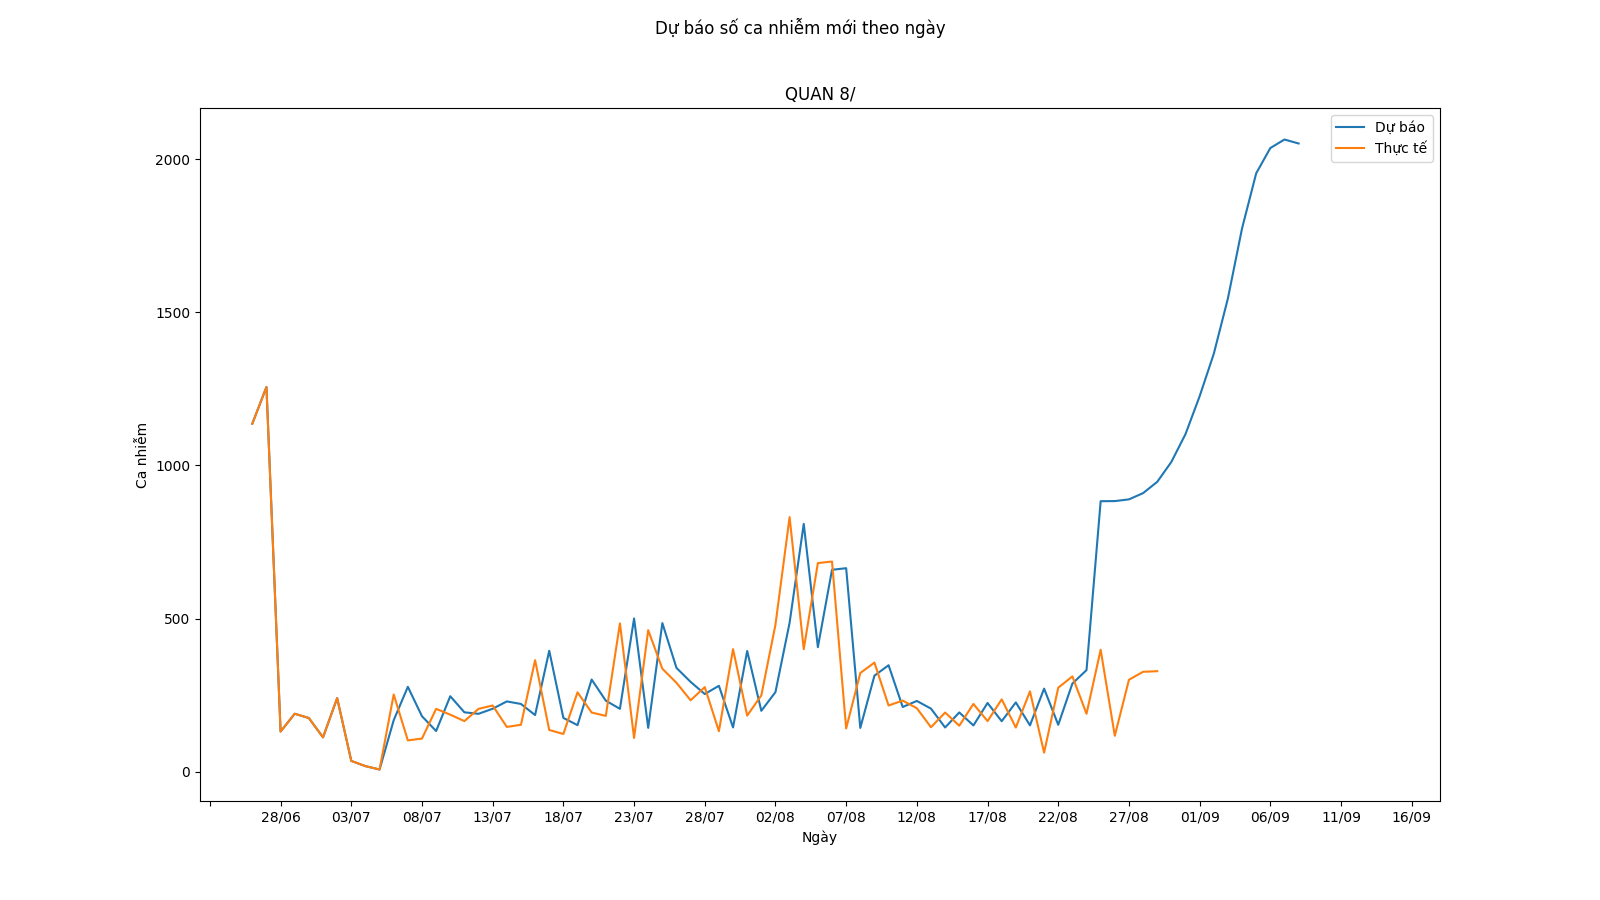 Dự báo số ca nhiễm mới theo ngày
QUAN 8/
Dự báo
Thực tế
2000
1500
1000
500
0
Ca nhiễm
28/06 03/07 08/07 13/07 18/07 23/07 28/07 02/08 07/08 12/08 17/08 22/08 27/08 01/09 06/09 11/09 16/09
Ngày